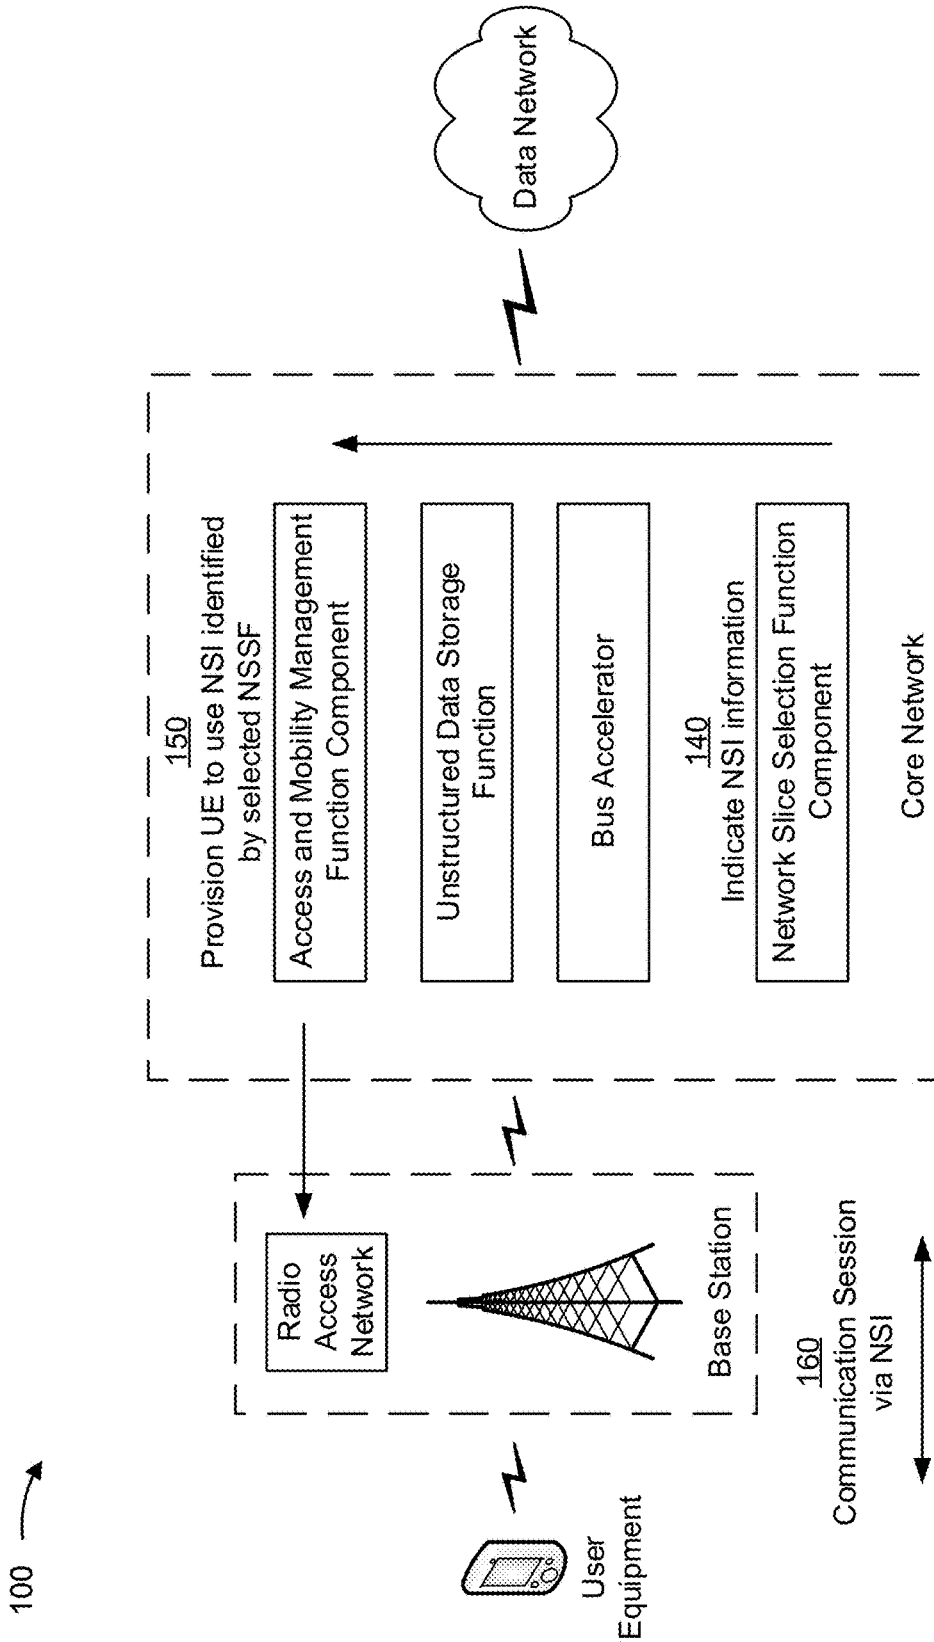 100
User
Equipment
Radio
Access
Network
Base Station
160
Communication Session
via NSI
150
Provision UE to use NSI identified
by selected NSSF
Access and Mobility Management
Function Component
Unstructured Data Storage
Function
Bus Accelerator
140
Indicate NSI information
Network Slice Selection Function
Component
Core Network
Data Network